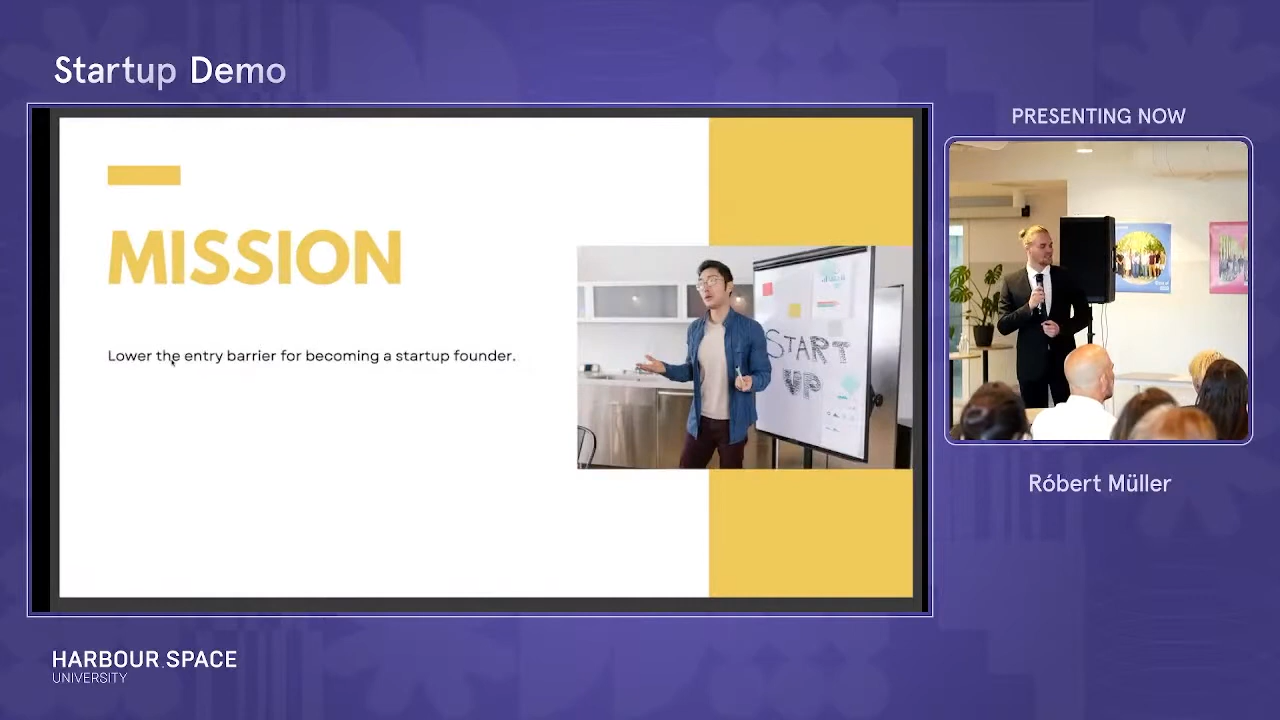 Startup Demo
PRESENTING NOW
MISSION
Lower the entry barrier for becoming a startup founder.
START
UP
Róbert Müller
HARBOUR.SPACE
UNIVERSITY